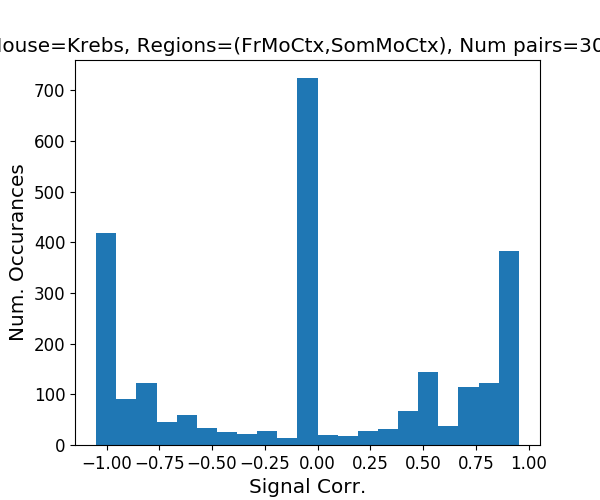 ouse=Krebs, Regions=(FrMoCtx,SomMoCtx), Num pairs=30
700
600
500
400
300
200
100
0
Num. Occurances
−1.00 −0.75 −0.50 −0.25 0.00 0.25 0.50 0.75 1.00
Signal Corr.